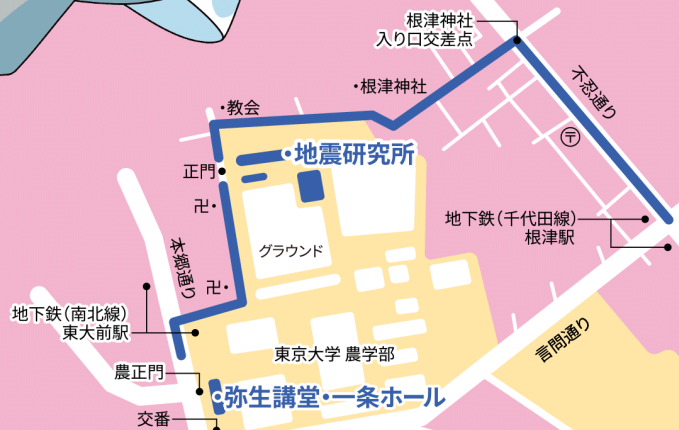 根津神社
入り口交差点
・根津神社
不忍通り
〒
・教会
・地震研究所
正門
卍・
地下鉄(千代田線)
根津駅
グラウンド
本郷通り
卍・
地下鉄(南北線)
東大前駅
東京大学 農学部
言問通り
農正門
・弥生講堂・一条ホール
交番